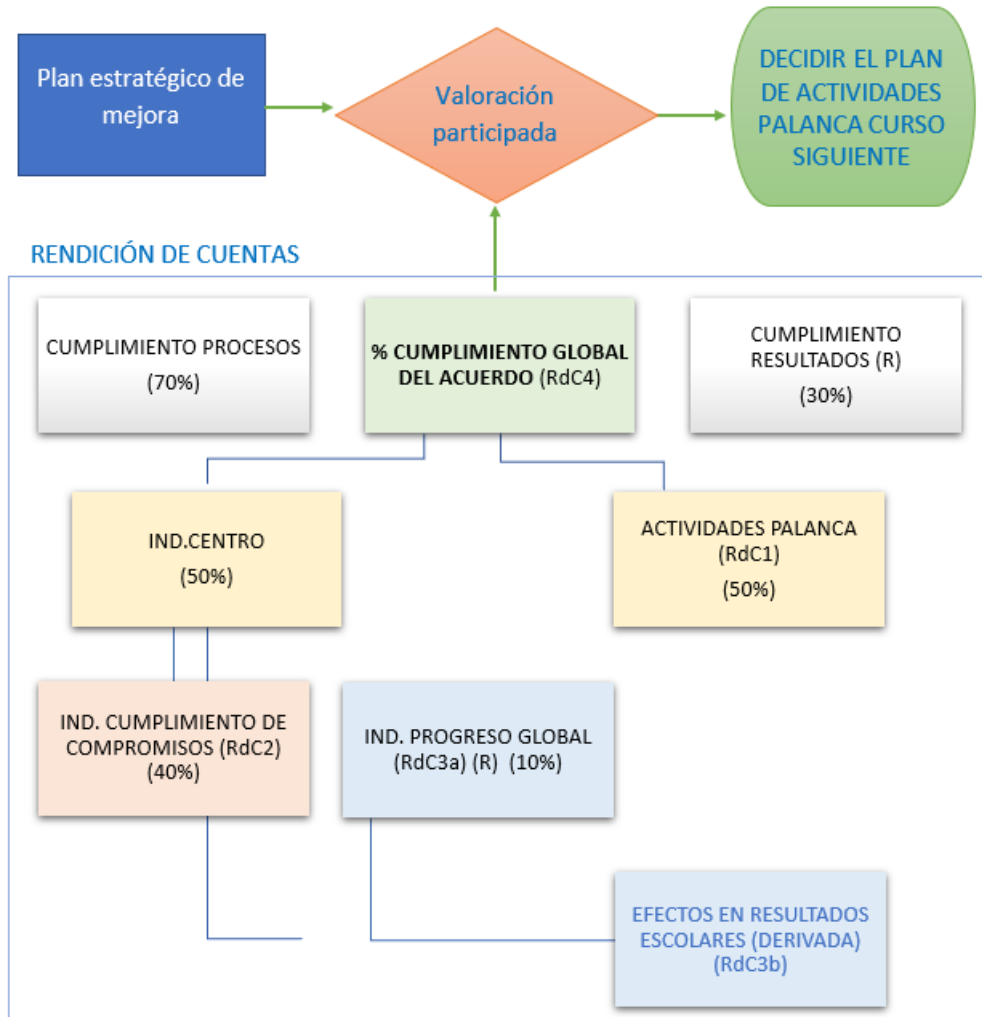 Plan estratégico de
mejora
Valoración
participada
DECIDIR EL PLAN
DE ACTIVIDADES
PALANCA CURSO
SIGUIENTE
RENDICIÓN DE CUENTAS
CUMPLIMIENTO PROCESOS
(70%)
% CUMPLIMIENTO GLOBAL
DEL ACUERDO (RdC4)
CUMPLIMIENTO
RESULTADOS (R)
(30%)
IND.CENTRO
(50%)
ACTIVIDADES PALANCA
(RdC1)
(50%)
IND. CUMPLIMIENTO DE
COMPROMISOS (RdC2)
(40%)
IND. PROGRESO GLOBAL
(RdC3a) (R) (10%)
EFECTOS EN RESULTADOS
ESCOLARES (DERIVADA)
(RdC3b)